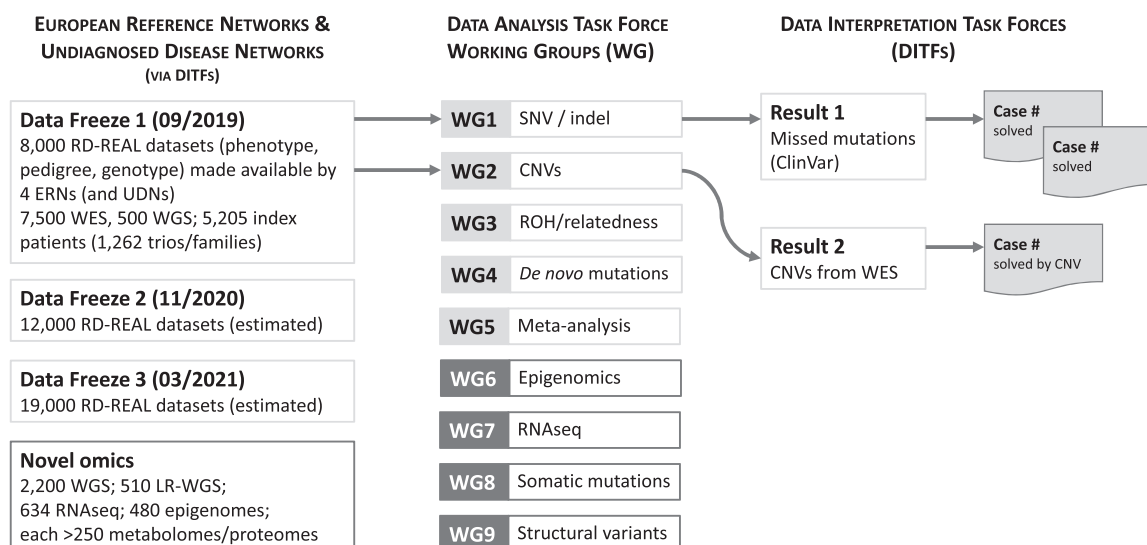 EUROPEAN REFERENCE NETWORKS &
UNDIAGNOSED DISEASE NETWORKS
(VIA DITFS)
Data Freeze 1 (09/2019)
8,000 RD-REAL datasets (phenotype,
pedigree, genotype) made available by
4 ERNs (and UDNs)
7,500 WES, 500 WGS; 5,205 index
patients (1,262 trios/families)
Data Freeze 2 (11/2020)
12,000 RD-REAL datasets (estimated)
Data Freeze 3 (03/2021)
19,000 RD-REAL datasets (estimated)
Novel omics
2,200 WGS; 510 LR-WGS;
634 RNAseq; 480 epigenomes;
each >250 metabolomes/proteomes
DATA ANALYSIS TASK FORCE
WORKING GROUPS (WG)
WG1 SNV / indel
WG2 CNVs
WG3 ROH/relatedness
WG4 De novo mutations
WG5 Meta-analysis
WG6 Epigenomics
WG7 RNAseq
WG8 Somatic mutations
WG9 Structural variants
DATA INTERPRETATION TASK FORCES
(DITFS)
Result 1
Missed mutations
(ClinVar)
Case #
solved
Case #
solved
Result 2
CNVs from WES
Case #
solved by CNV